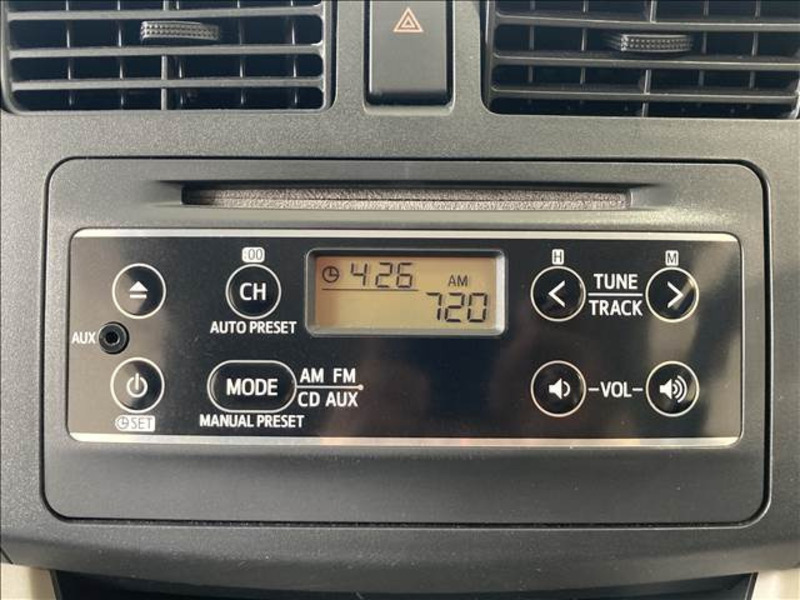 :00
CH
AUTO PRESET
4:26
AM
720
H
M
TUNE
TRACK
AUX
SET
MODE
AM FM
CD AUX
MANUAL PRESET
-VOL-